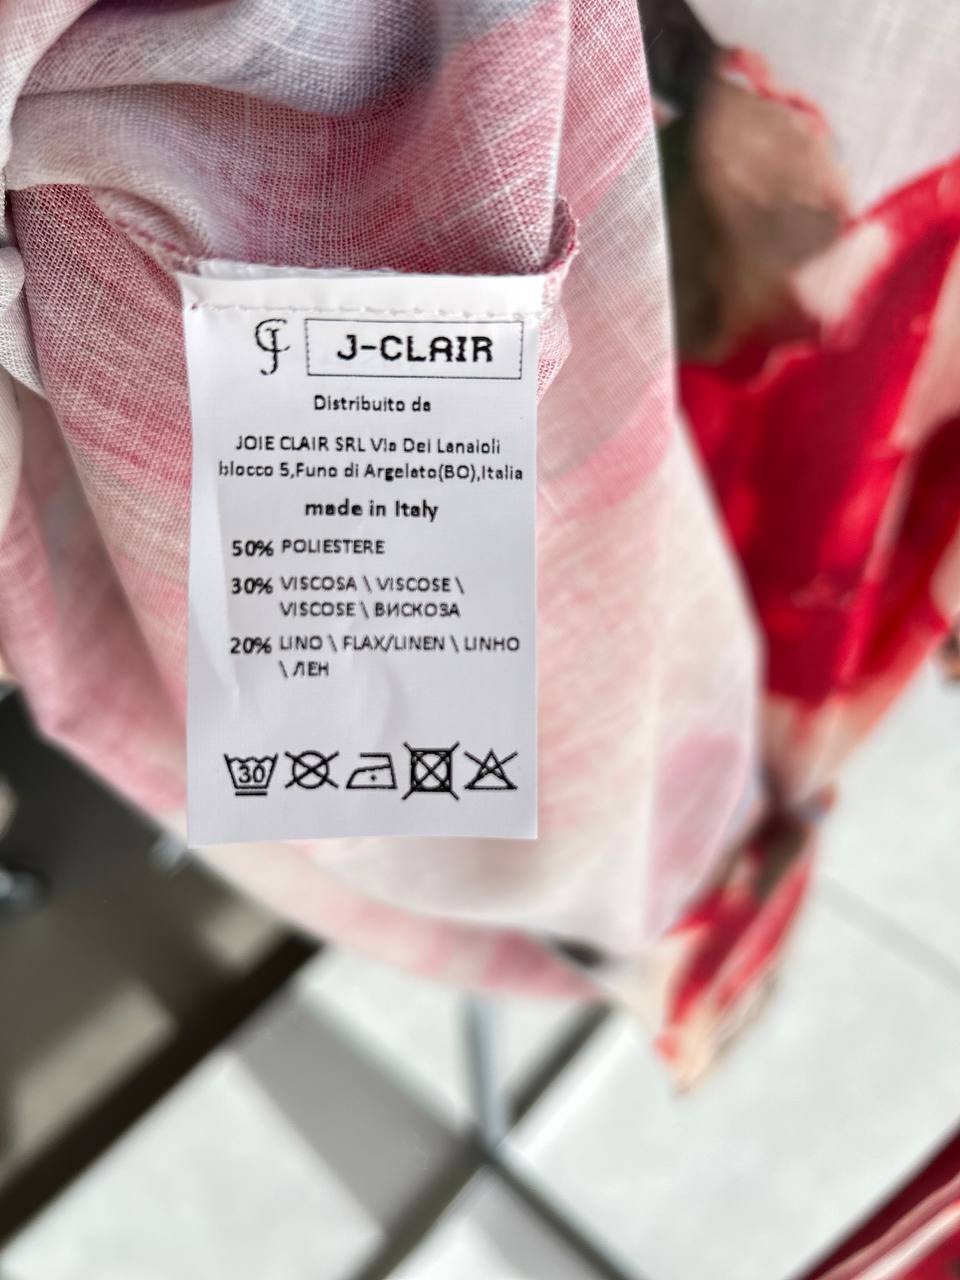 J-CLAIR
Distribuito da
JOIE CLAIR SRL Via Dei Lanaioli
blocco 5,Funo di Argelato(BO),Italia
made in Italy
50% POLIESTERE
30% VISCOSA \ VISCOSE \
VISCOSE \ ВИСКОЗА
20% LINO \ FLAX/LINEN \ LINHO
\ ЛЕН
30